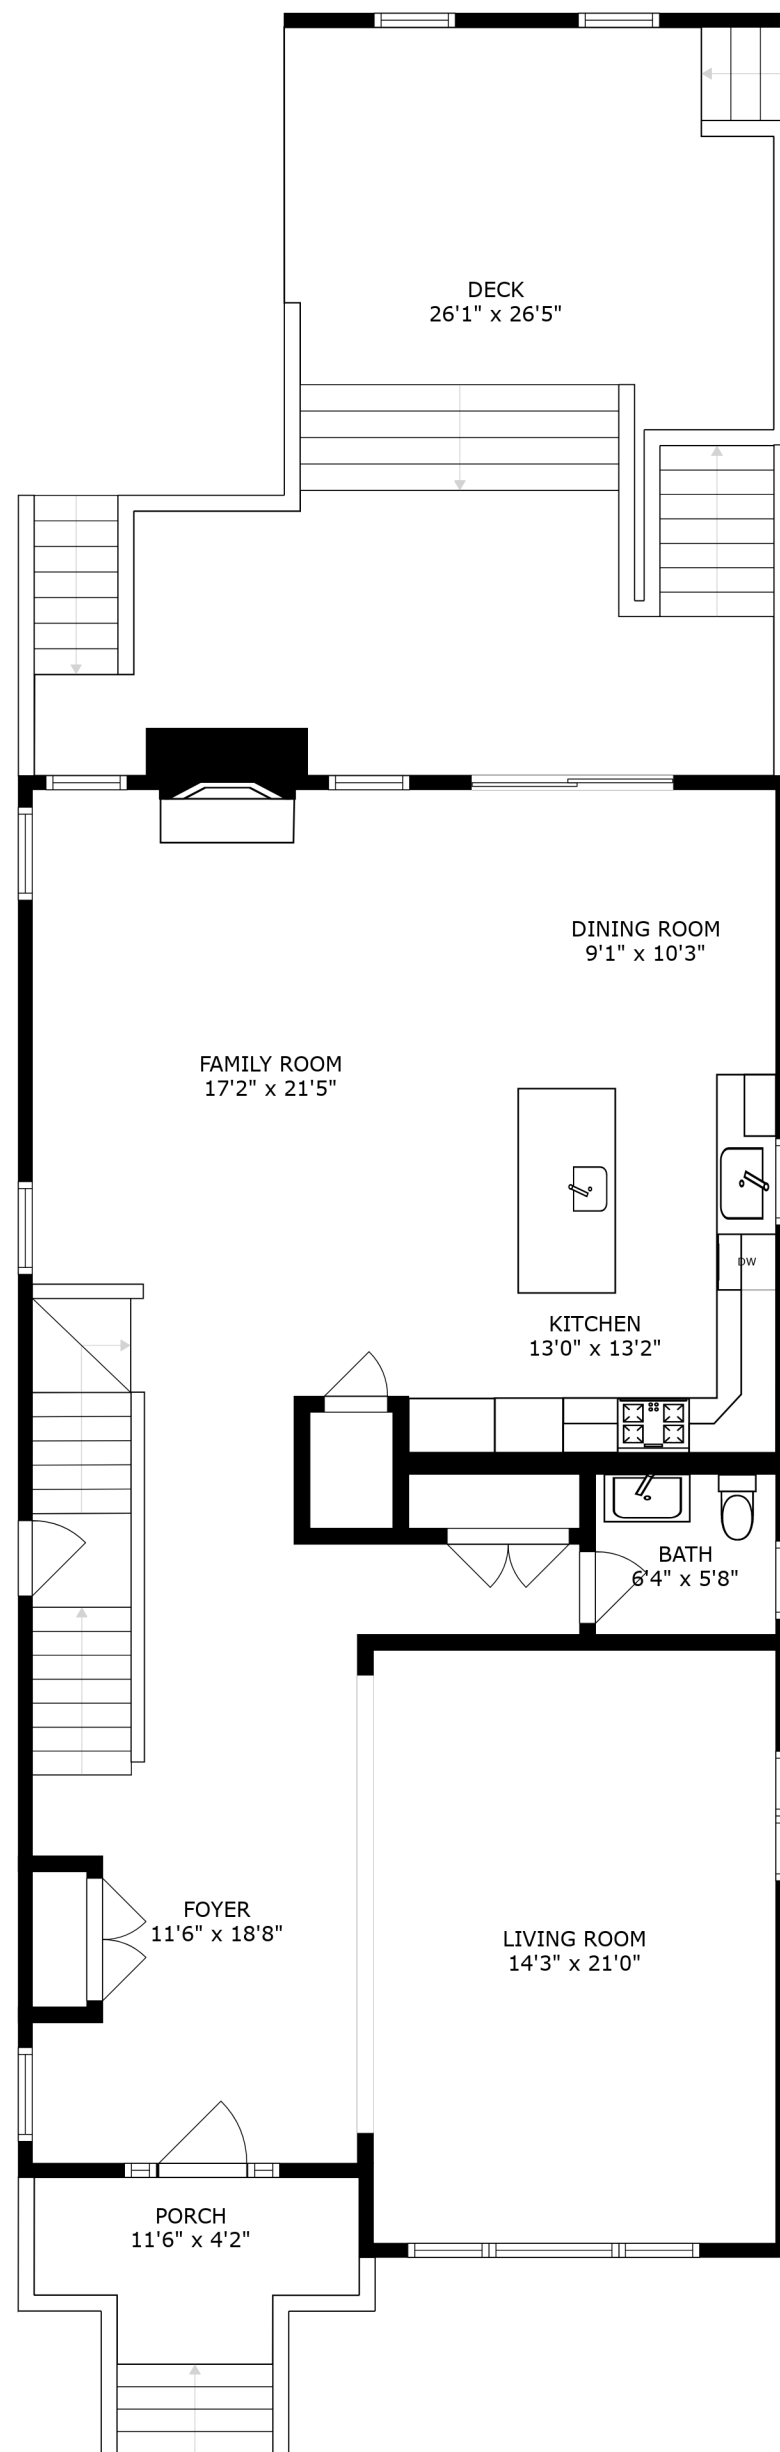 DECK
26'1" x 26'5"
DINING ROOM
9'1" x 10'3"
FAMILY ROOM
17'2" x 21'5"
DW
KITCHEN
13'0" x 13'2"
BATH
6'4" x 5'8"
FOYER
11'6" x 18'8"
LIVING ROOM
14'3" x 21'0"
PORCH
11'6" x 4'2"